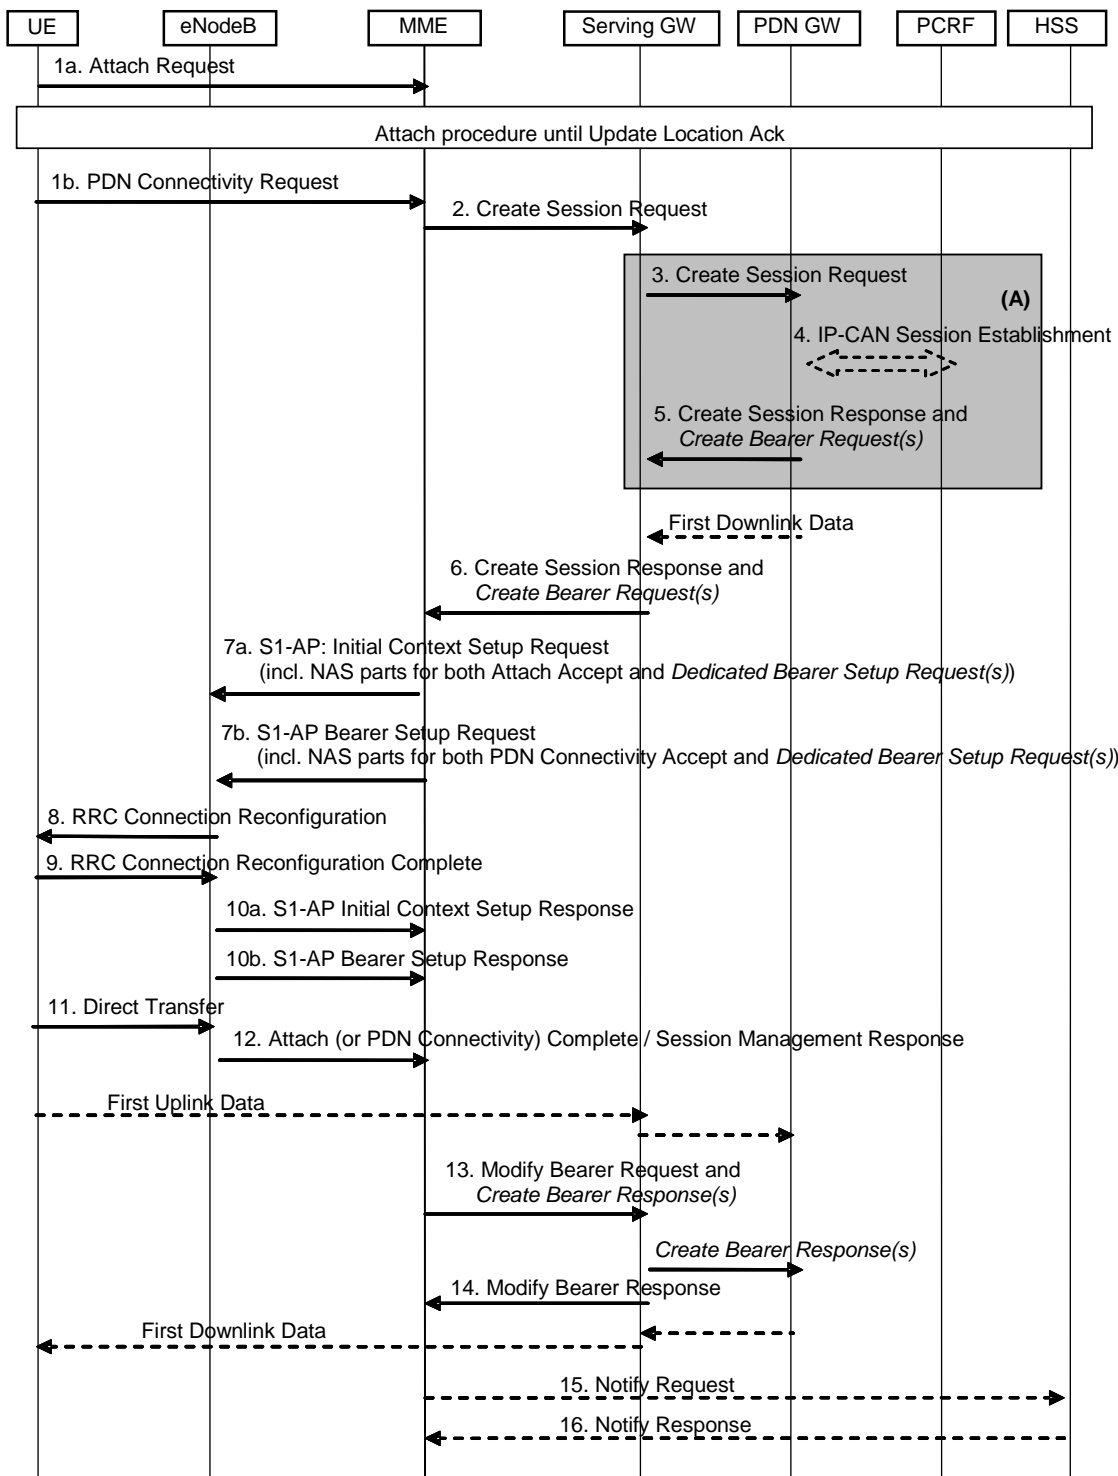 UE
eNodeB
MME
Serving GW
PDN GW
PCRF
HSS
1a. Attach Request
Attach procedure until Update Location Ack
1b. PDN Connectivity Request
2. Create Session Request
3. Create Session Request
(A)
4. IP-CAN Session Establishment
5. Create Session Response and
Create Bearer Request(s)
First Downlink Data
6. Create Session Response and
Create Bearer Request(s)
7a. S1-AP: Initial Context Setup Request
(incl. NAS parts for both Attach Accept and Dedicated Bearer Setup Request(s))
7b. S1-AP Bearer Setup Request
(incl. NAS parts for both PDN Connectivity Accept and Dedicated Bearer Setup Request(s))
8. RRC Connection Reconfiguration
9. RRC Connection Reconfiguration Complete
10a. S1-AP Initial Context Setup Response
10b. S1-AP Bearer Setup Response
11. Direct Transfer
12. Attach (or PDN Connectivity) Complete / Session Management Response
First Uplink Data
13. Modify Bearer Request and
Create Bearer Response(s)
Create Bearer Response(s)
14. Modify Bearer Response
First Downlink Data
15. Notify Request
16. Notify Response